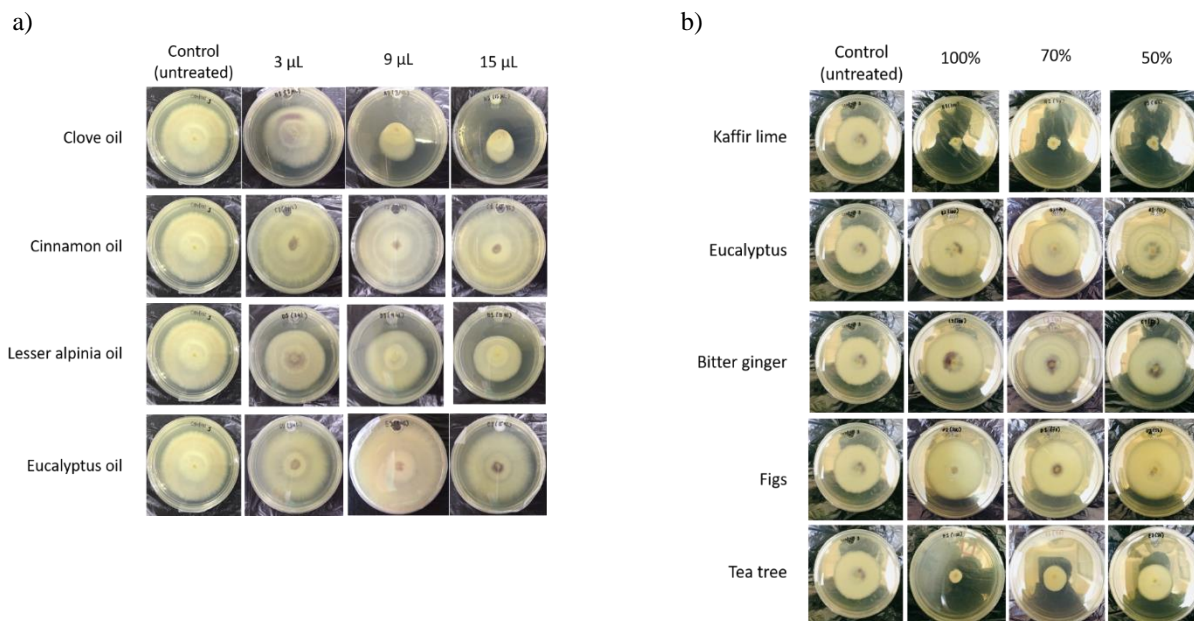 a)
Control
(untreated)
3 µL
9 µL
15 µL
Clove oil
Cinnamon oil
Lesser alpinia oil
Eucalyptus oil
b)
Control
(untreated)
100%
70%
50%
Kaffir lime
Eucalyptus
Bitter ginger
Figs
Tea tree